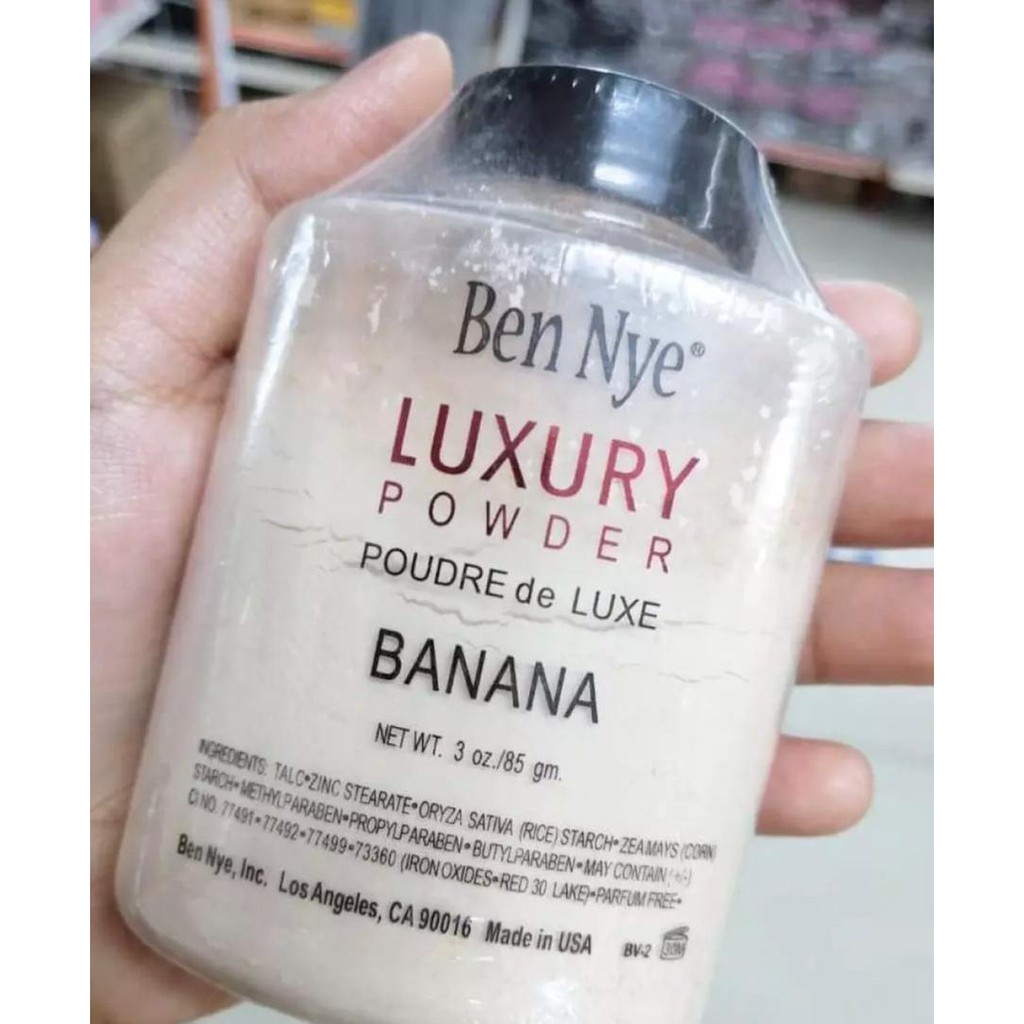 Ben Nye®
LUXURY
POWDER
POUDRE de LUXE
BANANA
NET WT. 3 oz./85 gm.
INGREDIENTS: TALC•ZINC STEARATE•ORYZA SATIVA (RICE) STARCH•ZEA MAYS (CORN)
STARCH•METHYLPARABEN•PROPYLPARABEN•BUTYLPARABEN•MAY CONTAIN (+/-)
CI NO. 77491•77492•77499•73360 (IRON OXIDES•RED 30 LAKE)•PARFUM FREE•
Ben Nye, Inc. Los Angeles, CA 90016 Made in USA BV-2